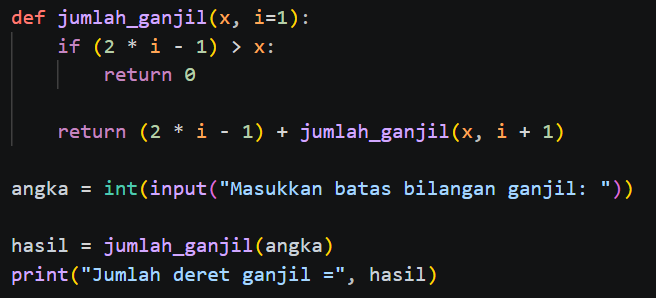 def jumlah_ganjil(x, i=1):
    if (2 * i - 1) > x:
        return 0

    return (2 * i - 1) + jumlah_ganjil(x, i + 1)

angka = int(input("Masukkan batas bilangan ganjil: "))

hasil = jumlah_ganjil(angka)
print("Jumlah deret ganjil =", hasil)